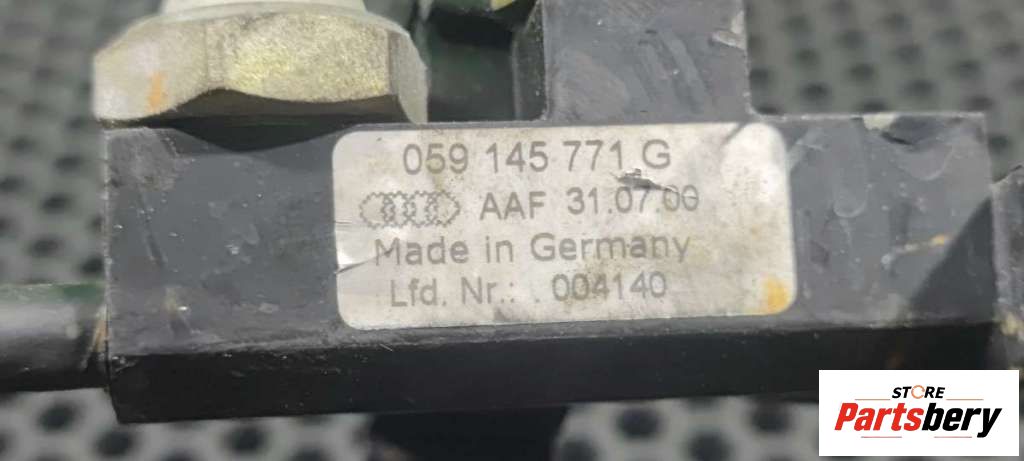 059 145 771 G
AAF 31.07.00
Made in Germany
Lfd. Nr.: 004140
STORE
Partsbery